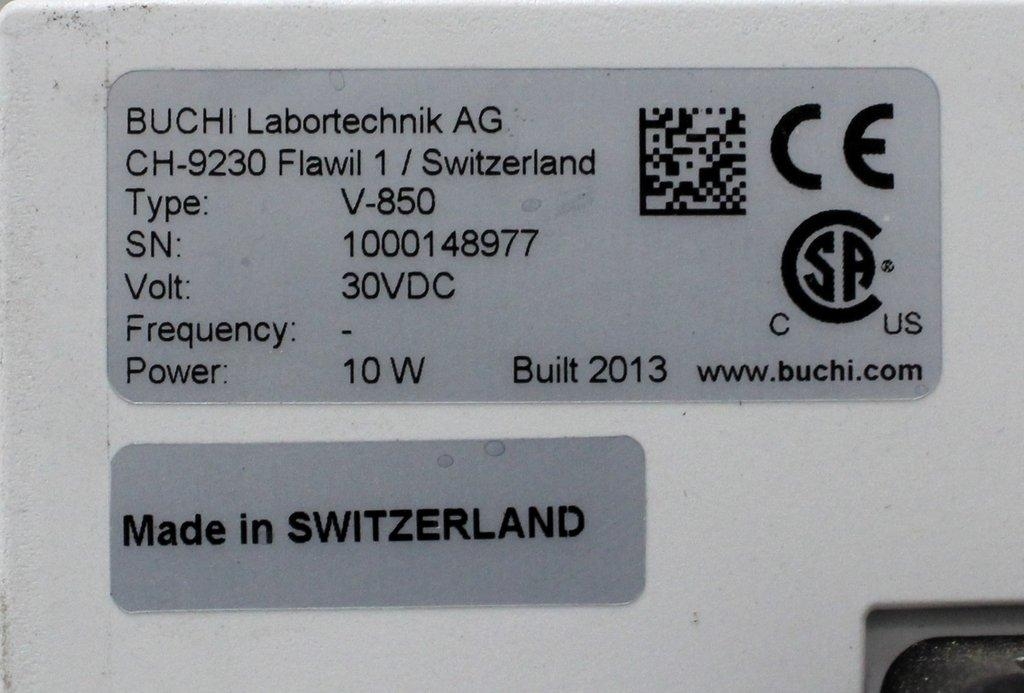 BUCHI Labortechnik AG
CH-9230 Flawil 1 / Switzerland
Type: V-850
SN: 1000148977
Volt: 30VDC
Frequency: -
Power: 10 W Built 2013 www.buchi.com
CE
CSA ®
C US
Made in SWITZERLAND